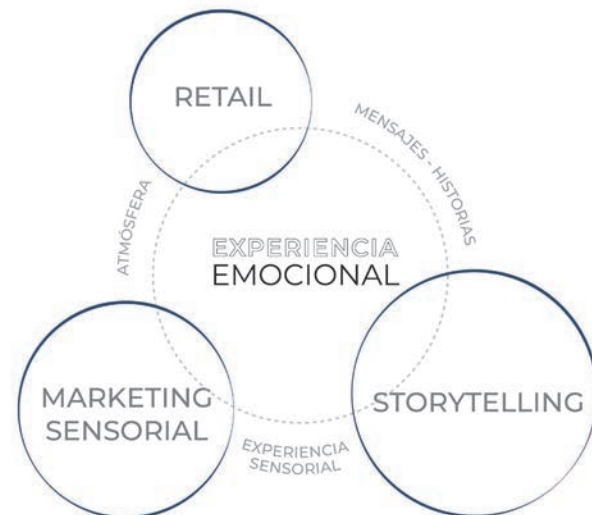 RETAIL
MENSAJES - HISTORIAS
ATMÓSFERA
EXPERIENCIA
EMOCIONAL
MARKETING
SENSORIAL
STORYTELLING
EXPERIENCIA
SENSORIAL